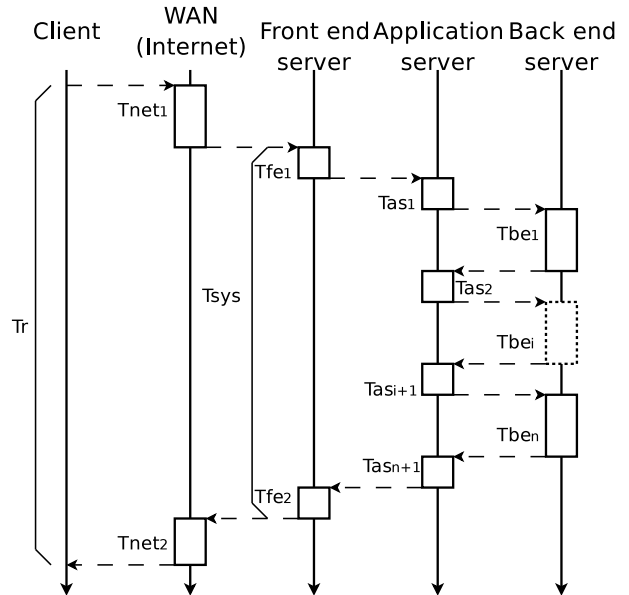 Client
WAN
(Internet)
Front end
server
Application
server
Back end
server
Tnet1
Tfe1
Tas1
Tbe1
Tas2
Tsys
Tr
Tbei
Tasi+1
Tben
Tasn+1
Tfe2
Tnet2